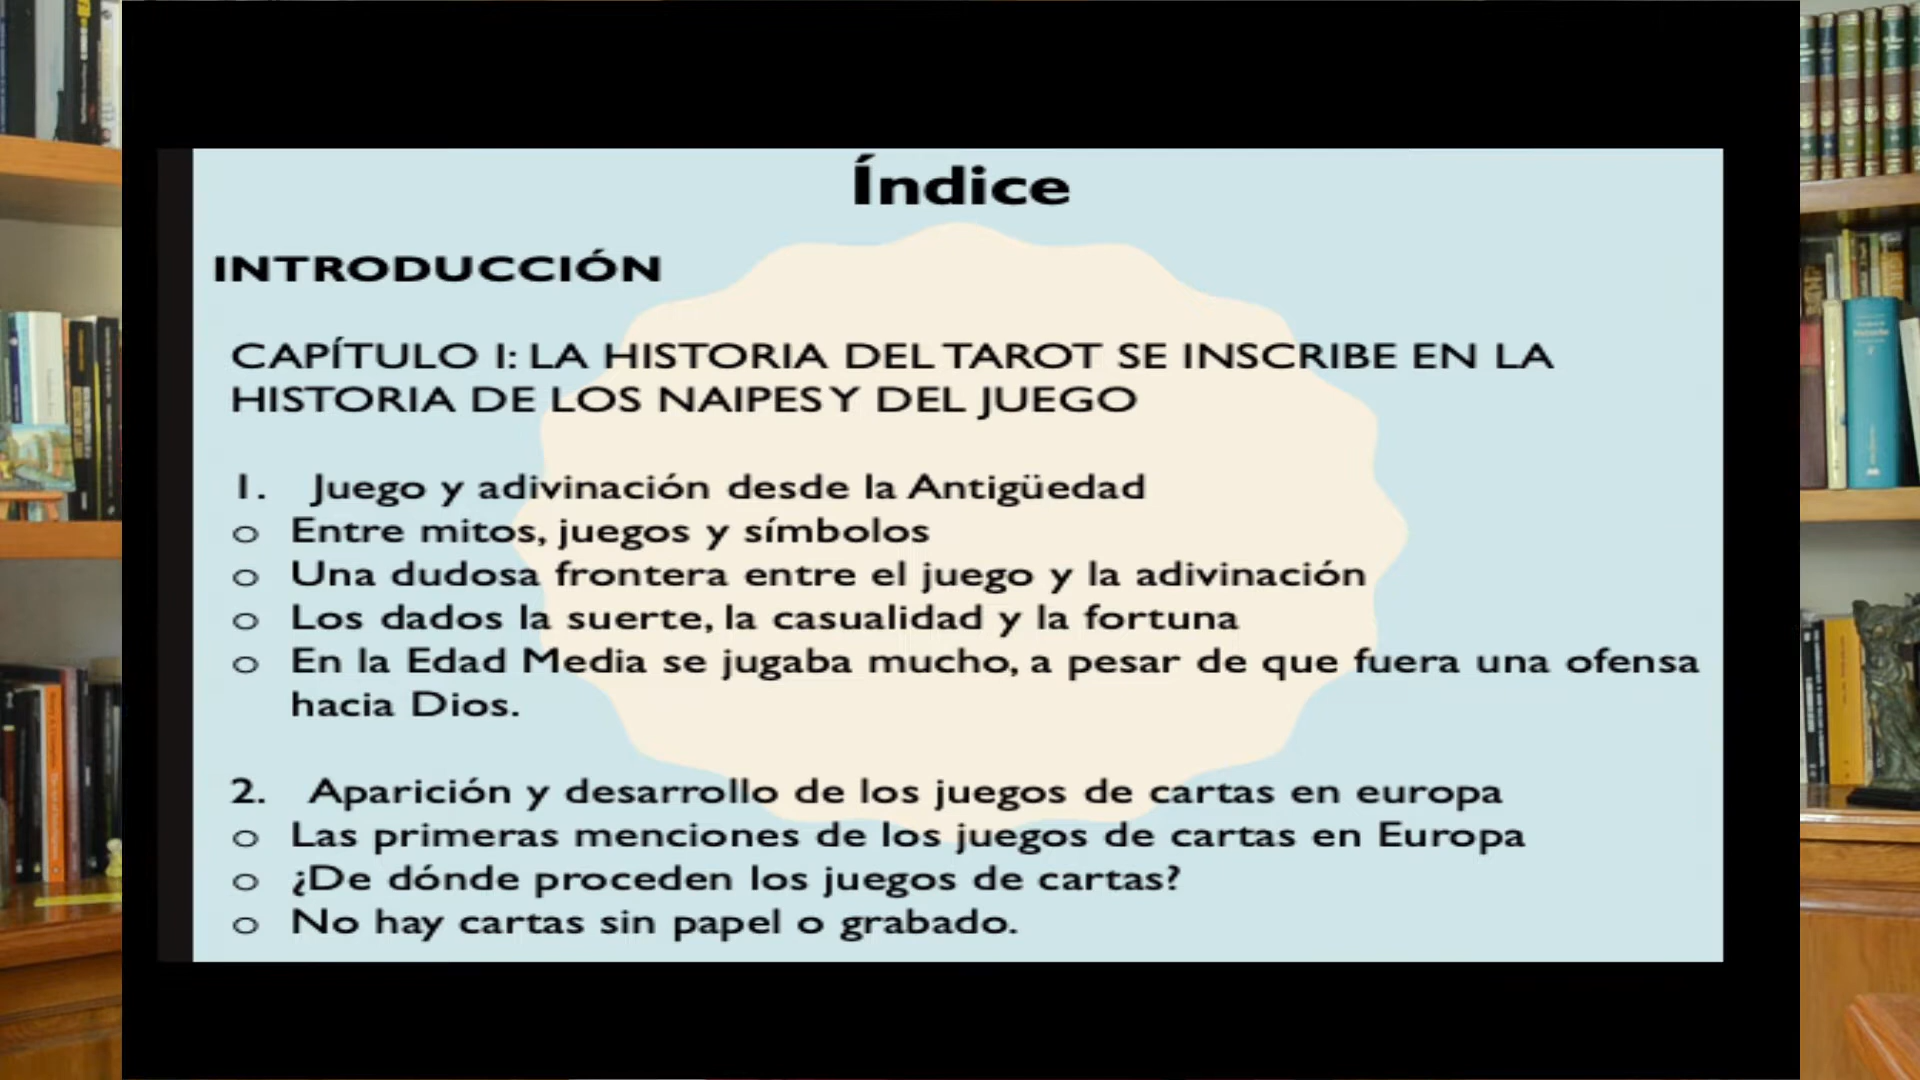 Índice
INTRODUCCIÓN
CAPÍTULO I: LA HISTORIA DEL TAROT SE INSCRIBE EN LA
HISTORIA DE LOS NAIPES Y DEL JUEGO
1. Juego y adivinación desde la Antigüedad
o Entre mitos, juegos y símbolos
o Una dudosa frontera entre el juego y la adivinación
o Los dados la suerte, la casualidad y la fortuna
o En la Edad Media se jugaba mucho, a pesar de que fuera una ofensa
hacia Dios.
2. Aparición y desarrollo de los juegos de cartas en europa
o Las primeras menciones de los juegos de cartas en Europa
o ¿De dónde proceden los juegos de cartas?
o No hay cartas sin papel o grabado.